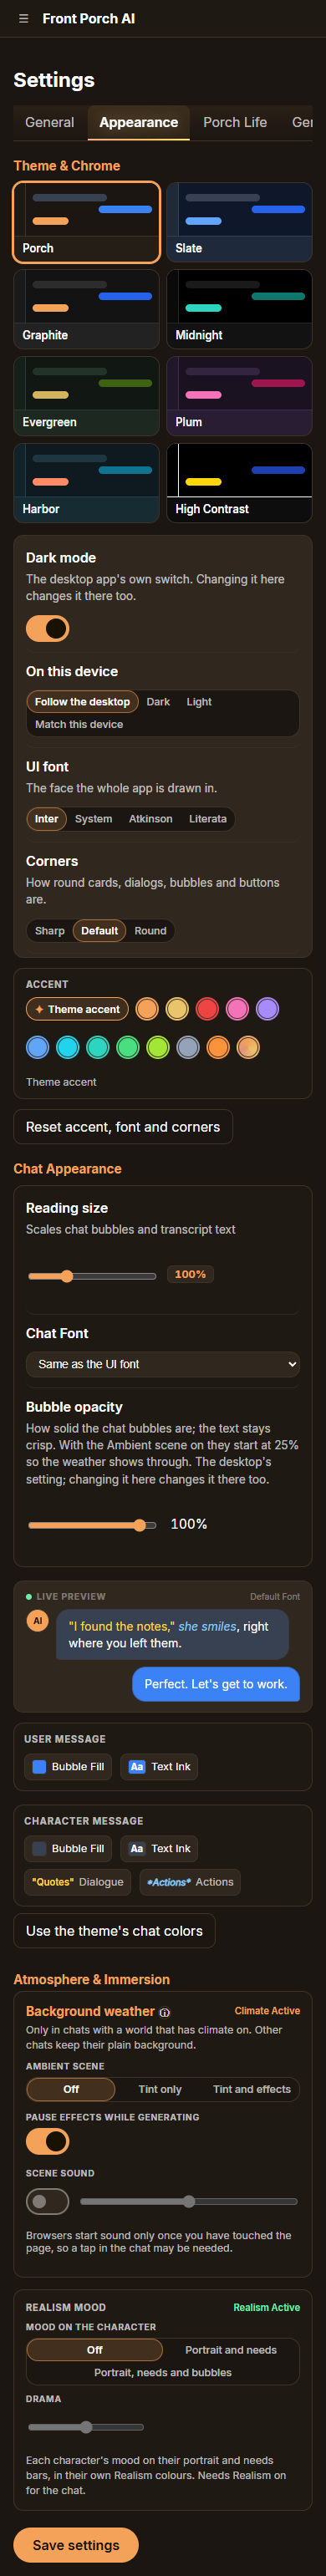 Front Porch AI
Settings
General Appearance Porch Life Ger
Theme & Chrome
Porch Slate
Graphite Midnight
Evergreen Plum
Harbor High Contrast
Dark mode
The desktop app's own switch. Changing it here
changes it there too.
On this device
Follow the desktop Dark Light
Match this device
UI font
The face the whole app is drawn in.
Inter System Atkinson Literata
Corners
How round cards, dialogs, bubbles and buttons
are.
Sharp Default Round
ACCENT
Theme accent
Theme accent
Reset accent, font and corners
Chat Appearance
Reading size
Scales chat bubbles and transcript text
100%
Chat Font
Same as the UI font
Bubble opacity
How solid the chat bubbles are; the text stays
crisp. With the Ambient scene on they start at 25%
so the weather shows through. The desktop's
setting; changing it here changes it there too.
100%
LIVE PREVIEW Default Font
AI
"I found the notes," she smiles, right
where you left them.
Perfect. Let's get to work.
USER MESSAGE
Bubble Fill Aa Text Ink
CHARACTER MESSAGE
Bubble Fill Aa Text Ink
"Quotes" Dialogue *Actions* Actions
Use the theme's chat colors
Atmosphere & Immersion
Background weather Climate Active
Only in chats with a world that has climate on. Other
chats keep their plain background.
AMBIENT SCENE
Off Tint only Tint and effects
PAUSE EFFECTS WHILE GENERATING
SCENE SOUND
Browsers start sound only once you have touched the
page, so a tap in the chat may be needed.
REALISM MOOD Realism Active
MOOD ON THE CHARACTER
Off Portrait and needs
Portrait, needs and bubbles
DRAMA
Each character's mood on their portrait and needs
bars, in their own Realism colours. Needs Realism on
for the chat.
Save settings